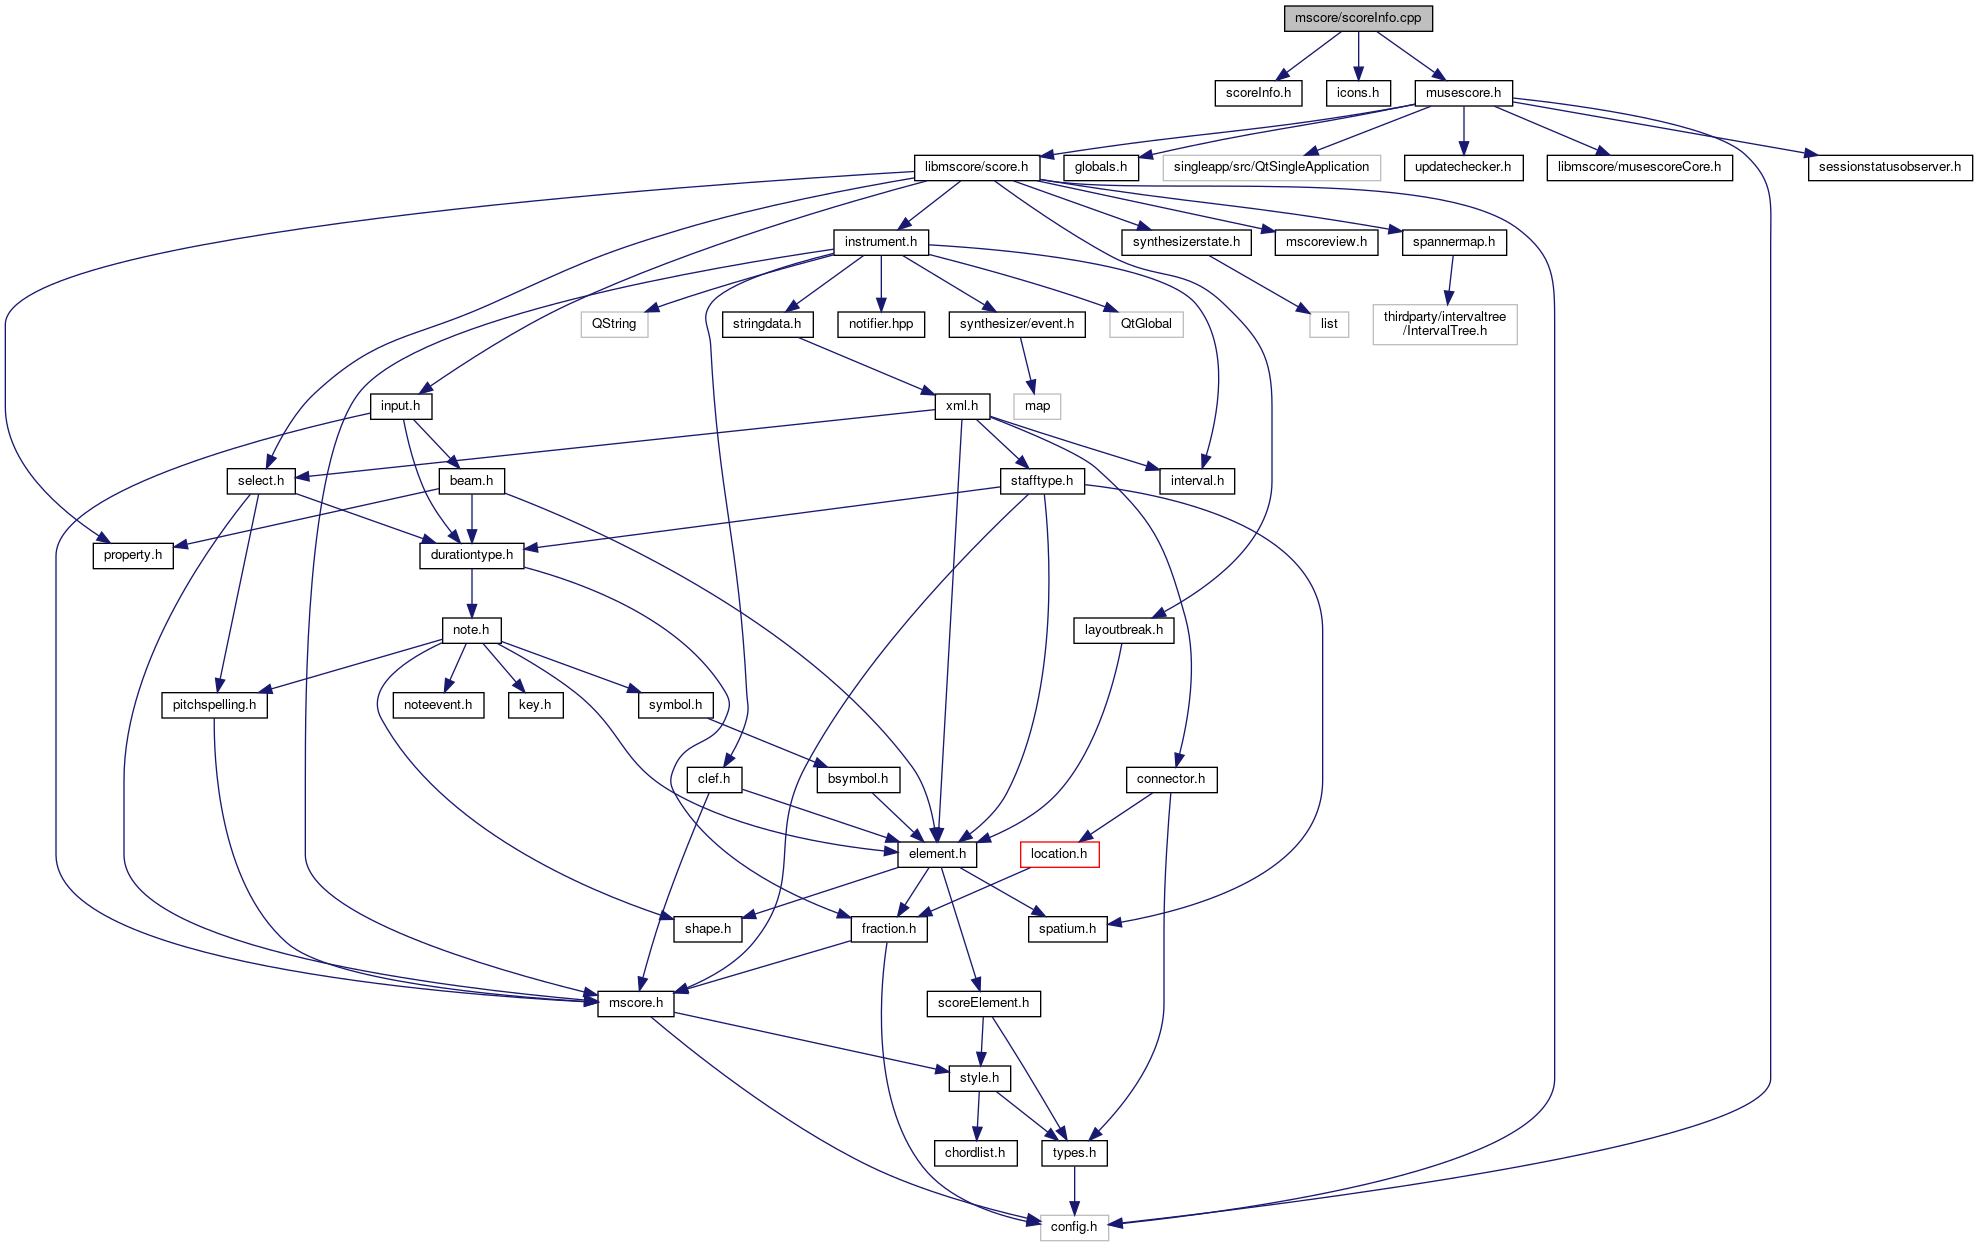 mscore/scoreInfo.cpp
scoreInfo.h
icons.h
musescore.h
libmscore/score.h
globals.h
singleapp/src/QtSingleApplication
updatechecker.h
libmscore/musescoreCore.h
sessionstatusobserver.h
instrument.h
synthesizerstate.h
mscoreview.h
spannermap.h
QString
stringdata.h
notifier.hpp
synthesizer/event.h
QtGlobal
list
thirdparty/intervaltree
/IntervalTree.h
input.h
xml.h
map
select.h
beam.h
stafftype.h
interval.h
property.h
durationtype.h
note.h
layoutbreak.h
pitchspelling.h
noteevent.h
key.h
symbol.h
clef.h
bsymbol.h
connector.h
element.h
location.h
shape.h
fraction.h
spatium.h
mscore.h
scoreElement.h
style.h
chordlist.h
types.h
config.h